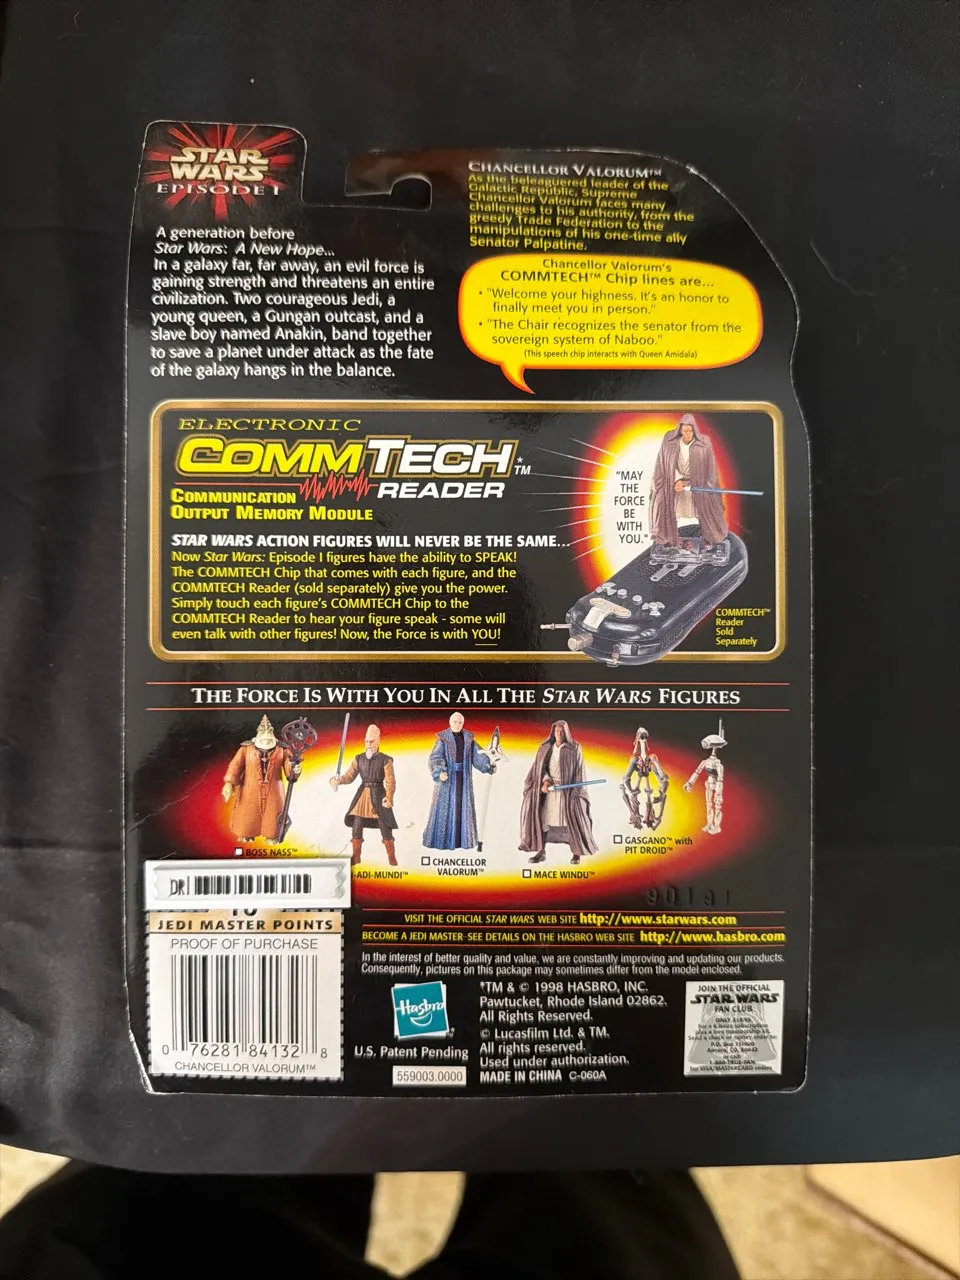 STAR
WARS
EPISODE I
A generation before
Star Wars: A New Hope...
In a galaxy far, far away, an evil force is
gaining strength and threatens an entire
civilization. Two courageous Jedi, a
young queen, a Gungan outcast, and a
slave boy named Anakin, band together
to save a planet under attack as the fate
of the galaxy hangs in the balance.
CHANCELLOR VALORUM™
As the beleaguered leader of the
Galactic Republic, Supreme
Chancellor Valorum faces many
challenges to his authority, from the
greedy Trade Federation to the
manipulations of his one-time ally
Senator Palpatine.
Chancellor Valorum's
COMMTECH™ Chip lines are...
• "Welcome your highness. It's an honor to
finally meet you in person."
• "The Chair recognizes the senator from the
sovereign system of Naboo."
(This speech chip interacts with Queen Amidala)
ELECTRONIC
COMMTECH*™
READER
COMMUNICATION
OUTPUT MEMORY MODULE
STAR WARS ACTION FIGURES WILL NEVER BE THE SAME...
Now Star Wars: Episode I figures have the ability to SPEAK!
The COMMTECH Chip that comes with each figure, and the
COMMTECH Reader (sold separately) give you the power.
Simply touch each figure's COMMTECH Chip to the
COMMTECH Reader to hear your figure speak - some will
even talk with other figures! Now, the Force is with YOU!
"MAY
THE
FORCE
BE
WITH
YOU."
COMMTECH™
Reader
Sold
Separately
THE FORCE IS WITH YOU IN ALL THE STAR WARS FIGURES
BOSS NASS™
I-ADI-MUNDI™
CHANCELLOR
VALORUM™
MACE WINDU™
GASGANO™ with
PIT DROID™
90191
DR
JEDI MASTER POINTS
PROOF OF PURCHASE
0 76281 84132 8
CHANCELLOR VALORUM™
VISIT THE OFFICIAL STAR WARS WEB SITE http://www.starwars.com
BECOME A JEDI MASTER-SEE DETAILS ON THE HASBRO WEB SITE http://www.hasbro.com
In the interest of better quality and value, we are constantly improving and updating our products.
Consequently, pictures on this package may sometimes differ from the model enclosed.
Hasbro
U.S. Patent Pending
559003.0000
*TM & © 1998 HASBRO, INC.
Pawtucket, Rhode Island 02862.
All Rights Reserved.
© Lucasfilm Ltd. & TM.
All rights reserved.
Used under authorization.
MADE IN CHINA C-060A
JOIN THE OFFICIAL
STAR WARS
FAN CLUB